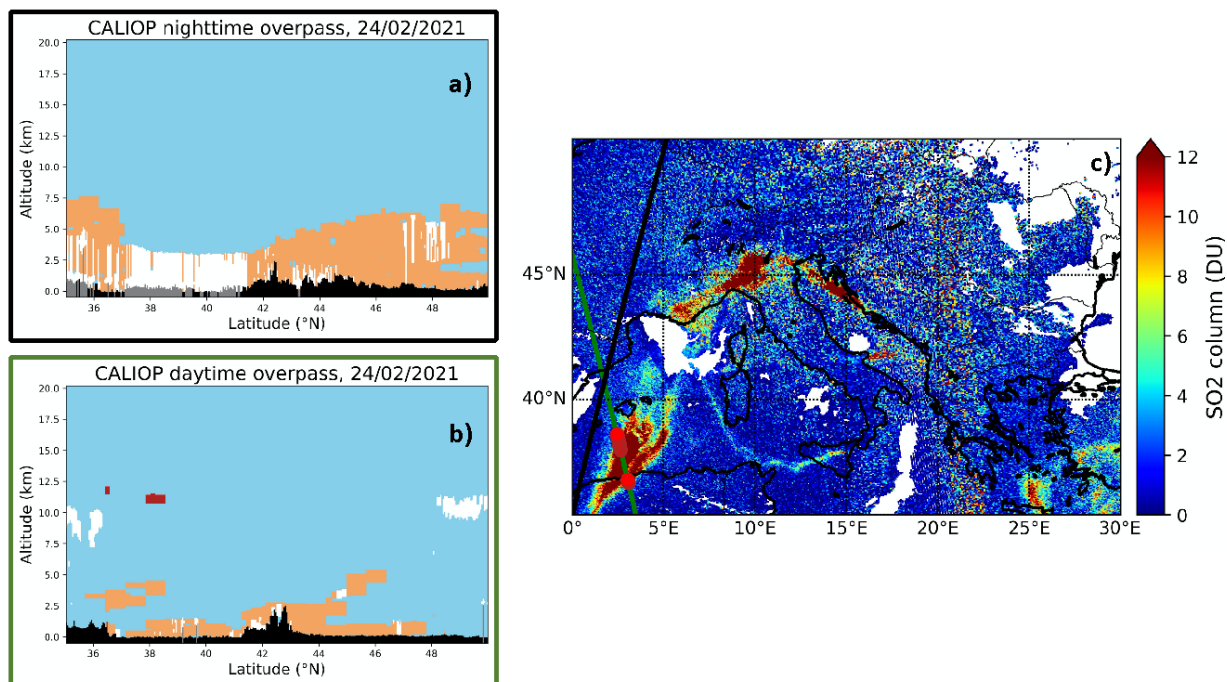 CALIOP nighttime overpass, 24/02/2021
a)
20.0
17.5
15.0
12.5
10.0
7.5
5.0
2.5
0.0
Altitude (km)
36 38 40 42 44 46 48
Latitude (°N)
CALIOP daytime overpass, 24/02/2021
b)
20.0
17.5
15.0
12.5
10.0
7.5
5.0
2.5
0.0
Altitude (km)
36 38 40 42 44 46 48
Latitude (°N)
c)
45°N
40°N
0° 5°E 10°E 15°E 20°E 25°E 30°E
12
10
8
6
4
2
0
SO2 column (DU)